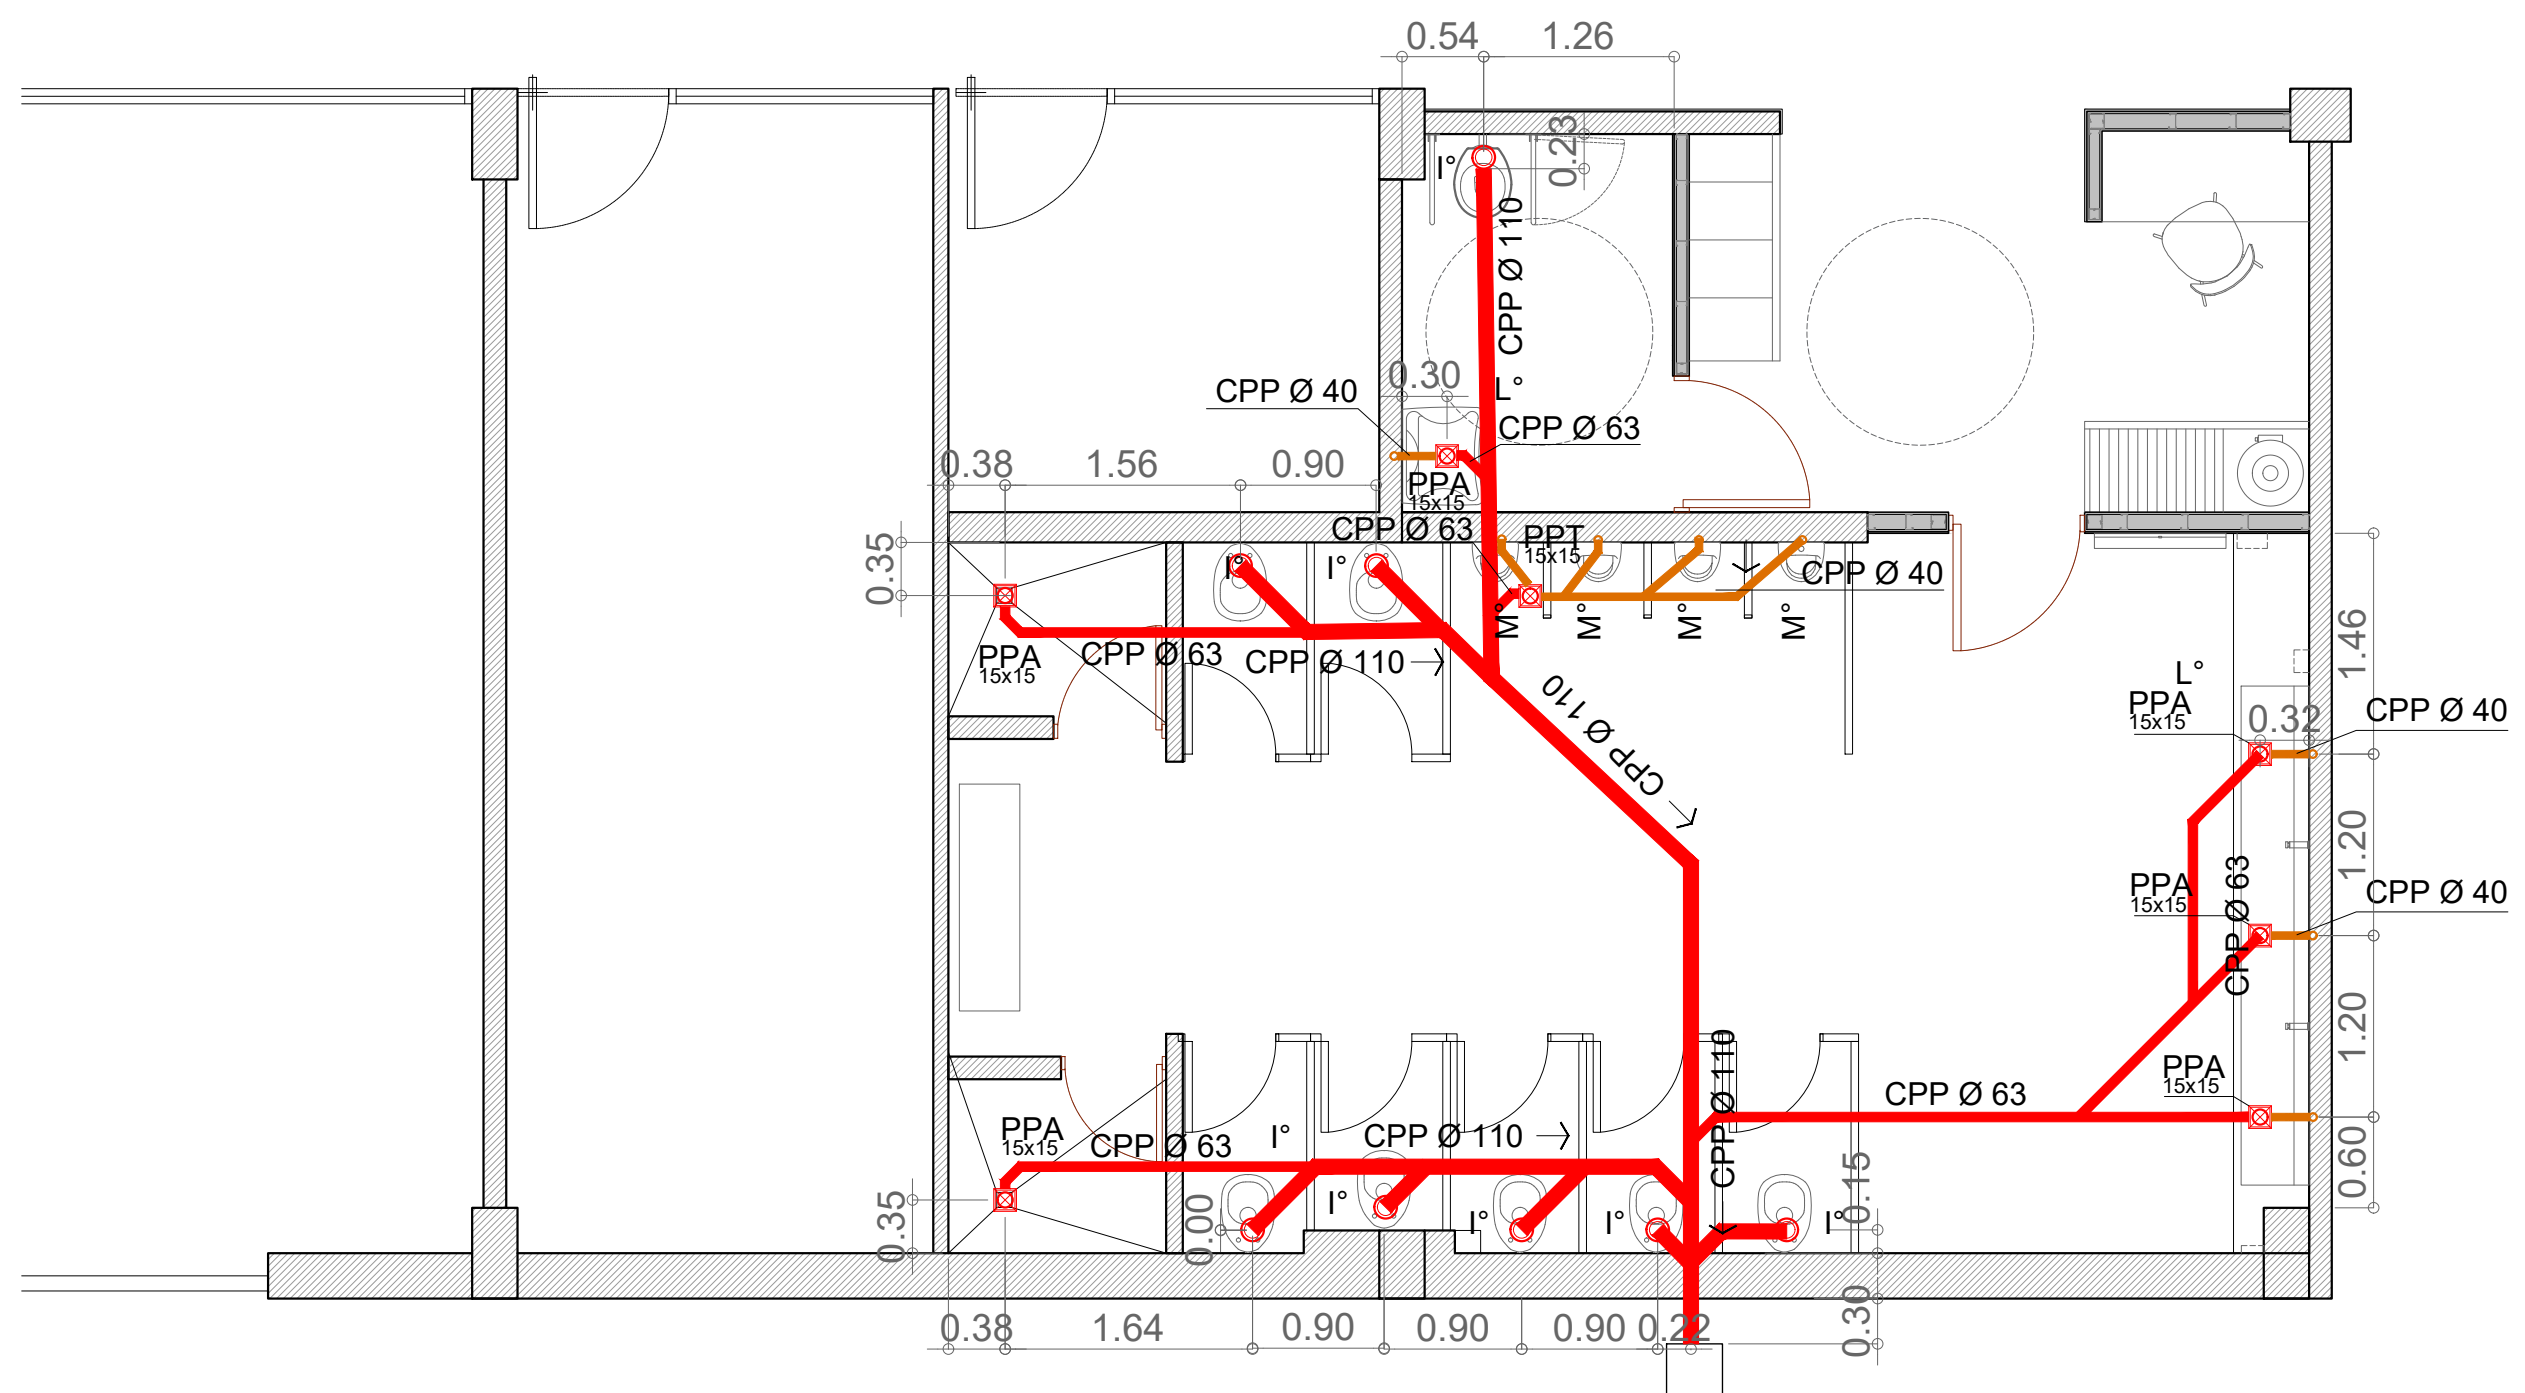 0.54
1.26
0.23
I°
CPP Ø 110
0.30
L°
CPP Ø 40
CPP Ø 63
0.38
1.56
0.90
PPA
15x15
CPP Ø 63
PPT
15x15
0.35
I°
I°
CPP Ø 40
M°
M°
M°
M°
PPA
15x15
CPP Ø 63
CPP Ø 110
CPP Ø 110
1.46
L°
PPA
15x15
0.32
CPP Ø 40
1.20
PPA
15x15
CPP Ø 63
CPP Ø 40
1.20
PPA
15x15
CPP Ø 63
CPP Ø 110
0.60
PPA
15x15
CPP Ø 63
I°
CPP Ø 110
0.35
0.00
I°
I°
I°
I°
0.15
0.30
0.38
1.64
0.90
0.90
0.90
0.22